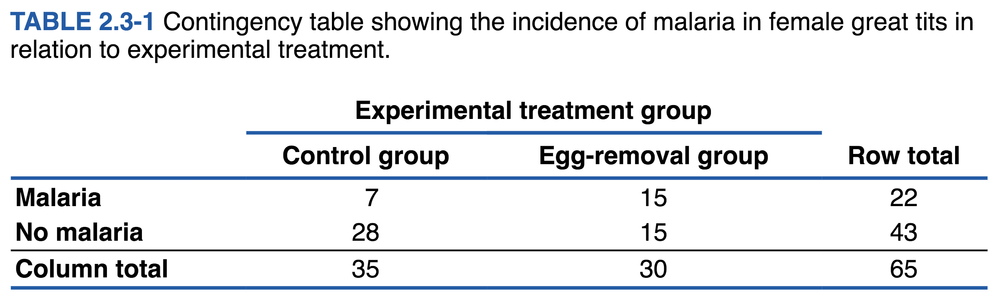 TABLE 2.3-1 Contingency table showing the incidence of malaria in female great tits in
relation to experimental treatment.
Experimental treatment group
Control group Egg-removal group Row total
Malaria 7 15 22
No malaria 28 15 43
Column total 35 30 65